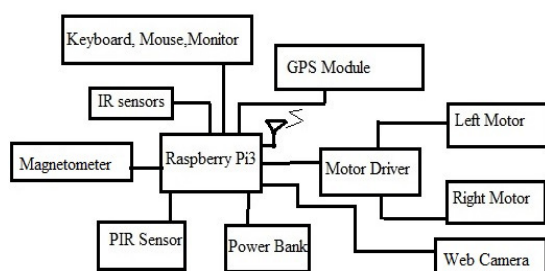 Keyboard, Mouse,Monitor
GPS Module
IR sensors
Left Motor
Raspberry Pi3
Magnetometer
Motor Driver
Right Motor
PIR Sensor
Power Bank
Web Camera